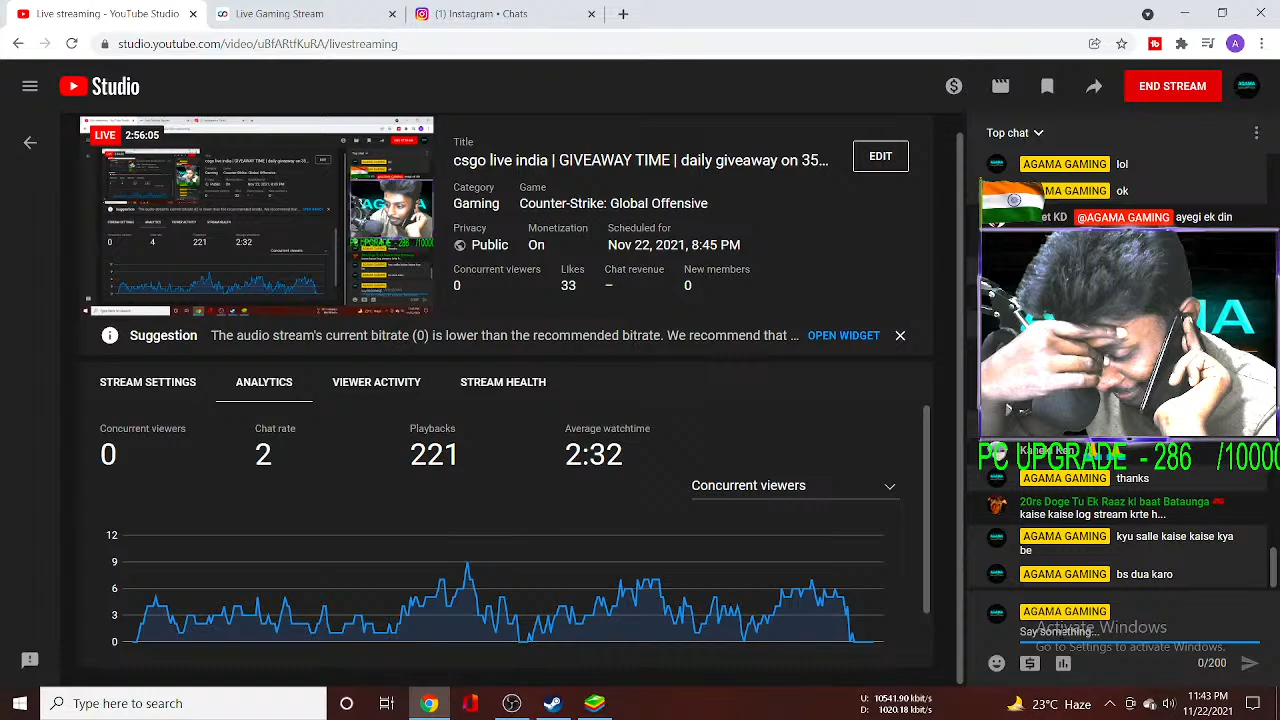 Live streaming - YouTube Studio
Live Gaming Stream
(1) Instagram • Chats
studio.youtube.com/video/uBfARtfKuRA/livestreaming
A
Studio
END STREAM
LIVE 2:56:05
Title
csgo live india | GIVEAWAY TIME | daily giveaway on 35...
Gaming
Counter-Strike: Global Offensive
Scheduled for
Public
On
Nov 22, 2021, 8:45 PM
Concurrent viewers
Likes
Chat revenue
New members
0
33
–
0
Suggestion
The audio stream's current bitrate (0) is lower than the recommended bitrate. We recommend that ...
OPEN WIDGET
STREAM SETTINGS
ANALYTICS
VIEWER ACTIVITY
STREAM HEALTH
Concurrent viewers
Chat rate
Playbacks
Average watchtime
0
2
221
2:32
Concurrent viewers
12
9
6
3
0
Top chat
AGAMA GAMING lol
AGAMA GAMING ok
et KD @AGAMA GAMING ayegi ek din
PC UPGRADE - 286 /10000
AGAMA GAMING thanks
20rs Doge Tu Ek Raaz ki baat Bataunga
kaise kaise log stream krte h...
AGAMA GAMING kyu salle kaise kaise kya
be
AGAMA GAMING bs dua karo
AGAMA GAMING
Say something...
0/200
Activate Windows
Go to Settings to activate Windows.
Type here to search
U: 10541.90 kbit/s
D: 1020.18 kbit/s
23°C Haze
11:43 PM
11/22/2021